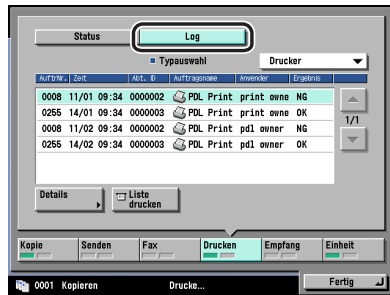 Status Log
Typauswahl Drucker
AuftrNr. Zeit Abt. D Auftragsname Anwender Ergebnis
0008 11/01 09:34 0000002 PDL Print print owne NG
0255 14/01 09:34 0000003 PDL Print print owne OK
0008 11/02 09:34 0000002 PDL Print pdl owner NG
0255 14/02 09:34 0000003 PDL Print pdl owner OK
1/1
Details Liste drucken
Kopie Senden Fax Drucken Empfang Einheit
0001 Kopieren Drucke... Fertig